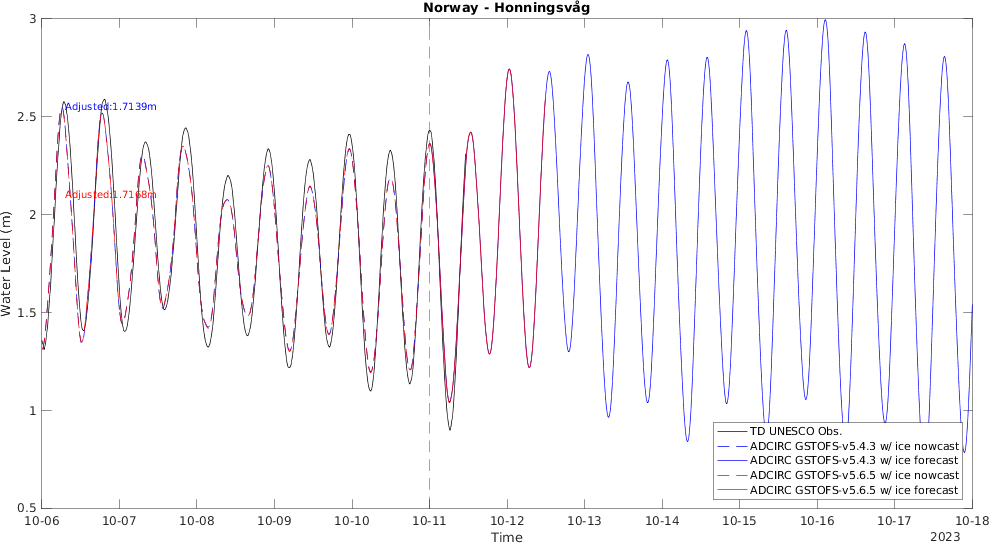 Norway - Honningsvåg
3
2.5
2
1.5
1
0.5
Water Level (m)
Adjusted:1.7139m
Adjusted:1.7168m
TD UNESCO Obs.
ADCIRC GSTOFS-v5.4.3 w/ ice nowcast
ADCIRC GSTOFS-v5.4.3 w/ ice forecast
ADCIRC GSTOFS-v5.6.5 w/ ice nowcast
ADCIRC GSTOFS-v5.6.5 w/ ice forecast
10-06 10-07 10-08 10-09 10-10 10-11 10-12 10-13 10-14 10-15 10-16 10-17 10-18
Time
2023